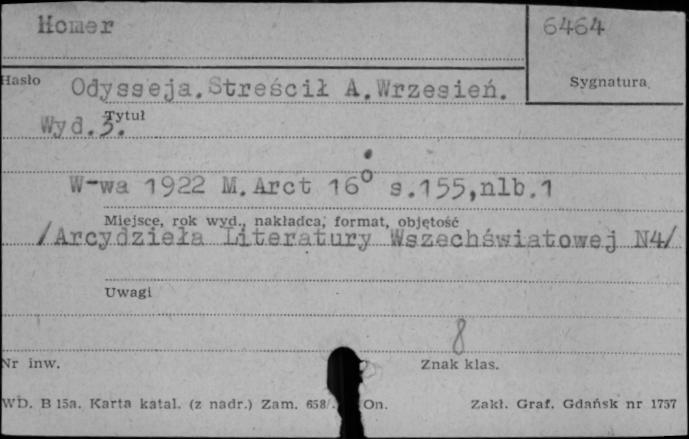 Homer 6464
Hasło Sygnatura
Odysseja. Streścił A. Wrzesień.
Tytuł
Wyd. 3.
W-wa 1922 M. Arct 16° s. 155, nlb. 1
Miejsce, rok wyd., nakładca, format, objętość
/Arcydzieła Literatury Wszechświatowej N4/
Uwagi
8
Nr inw. Znak klas.
WD. B 15a. Karta katal. (z nadr.) Zam. 658/ On. Zakł. Graf. Gdańsk nr 1757